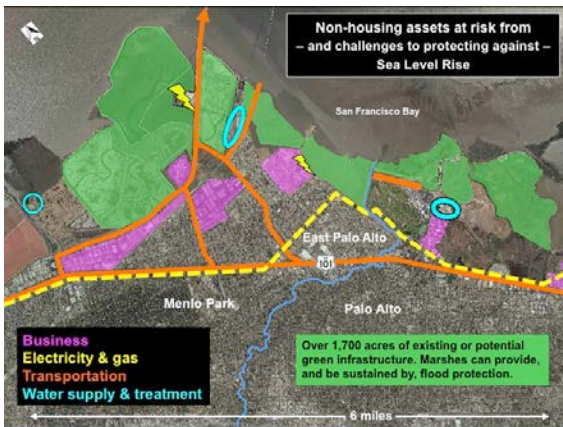 Non-housing assets at risk from
– and challenges to protecting against –
Sea Level Rise
San Francisco Bay
East Palo Alto
101
Menlo Park
Palo Alto
Business
Electricity & gas
Transportation
Water supply & treatment
Over 1,700 acres of existing or potential
green infrastructure. Marshes can provide,
and be sustained by, flood protection.
6 miles